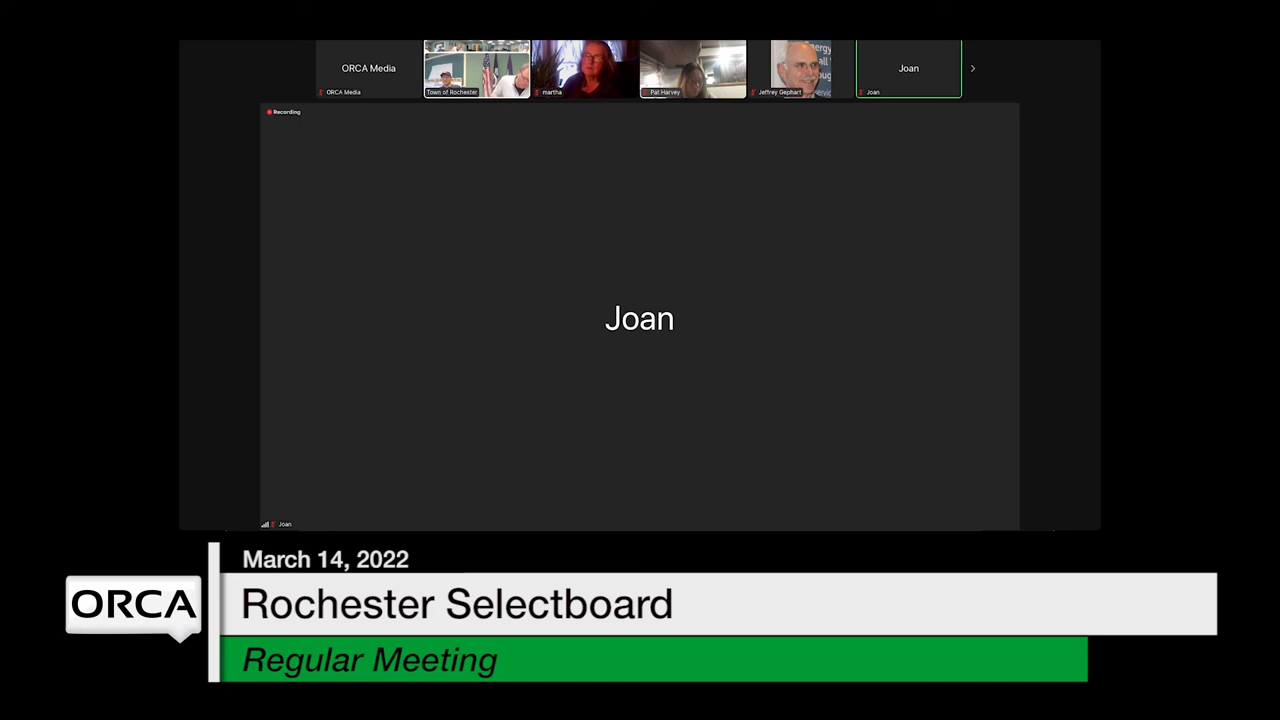 ORCA Media
Joan
ORCA Media
Town of Rochester
martha
Pat Harvey
Jeffrey Gephart
Joan
Recording
Joan
Joan
March 14, 2022
ORCA
Rochester Selectboard
Regular Meeting